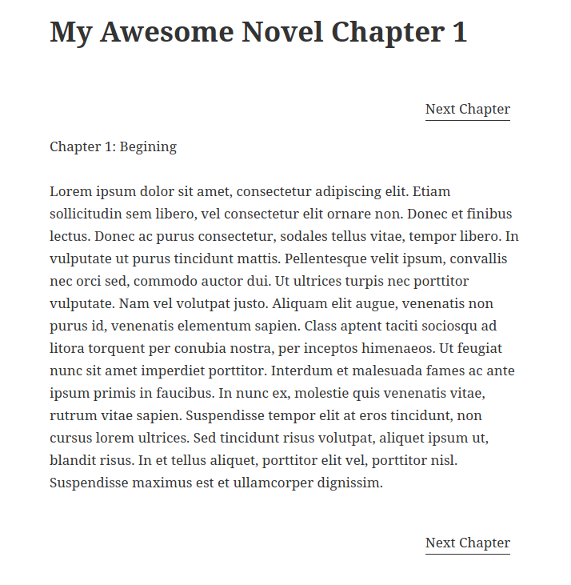 My Awesome Novel Chapter 1
Next Chapter
Chapter 1: Begining
Lorem ipsum dolor sit amet, consectetur adipiscing elit. Etiam
sollicitudin sem libero, vel consectetur elit ornare non. Donec et finibus
lectus. Donec ac purus consectetur, sodales tellus vitae, tempor libero. In
vulputate ut purus tincidunt mattis. Pellentesque velit ipsum, convallis
nec orci sed, commodo auctor dui. Ut ultrices turpis nec porttitor
vulputate. Nam vel volutpat justo. Aliquam elit augue, venenatis non
purus id, venenatis elementum sapien. Class aptent taciti sociosqu ad
litora torquent per conubia nostra, per inceptos himenaeos. Ut feugiat
nunc sit amet imperdiet porttitor. Interdum et malesuada fames ac ante
ipsum primis in faucibus. In nunc ex, molestie quis venenatis vitae,
rutrum vitae sapien. Suspendisse tempor elit at eros tincidunt, non
cursus lorem ultrices. Sed tincidunt risus volutpat, aliquet ipsum ut,
blandit risus. In et tellus aliquet, porttitor elit vel, porttitor nisl.
Suspendisse maximus est et ullamcorper dignissim.
Next Chapter